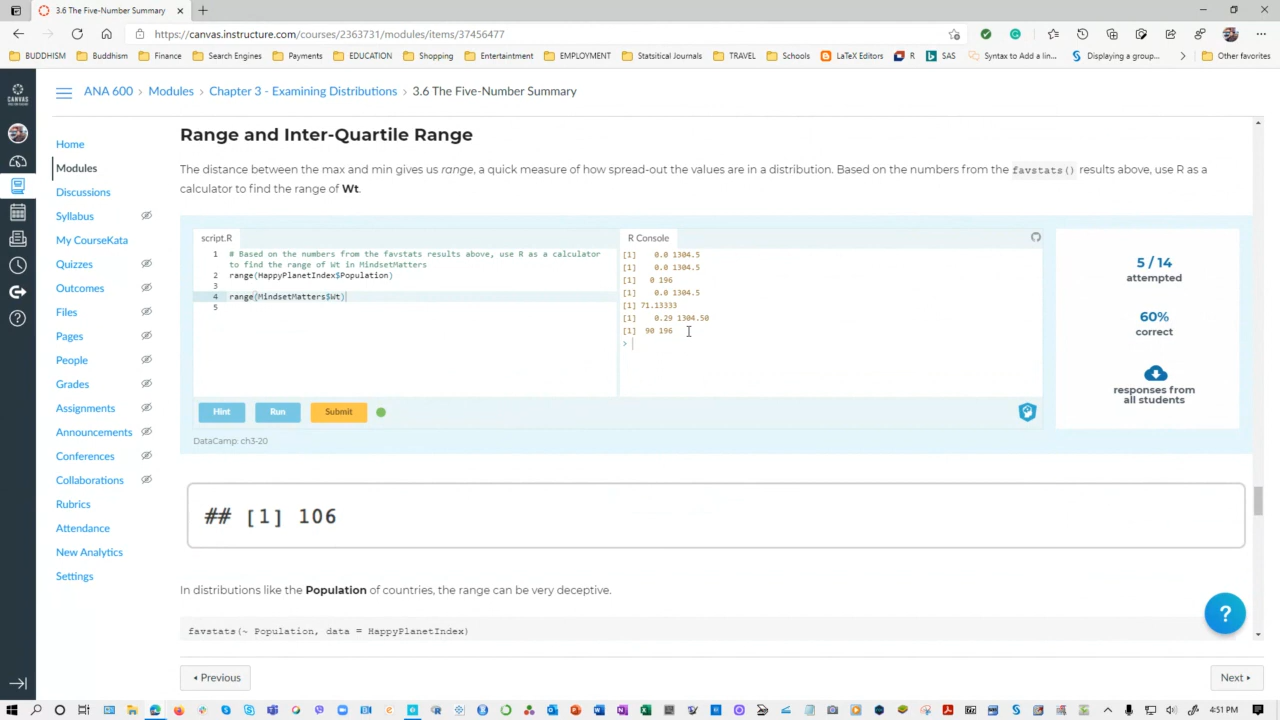 3.6 The Five-Number Summary
https://canvas.instructure.com/courses/2363731/modules/items/37456477
BUDDHISM
Buddhism
Finance
Search Engines
Payments
EDUCATION
Shopping
Entertainment
EMPLOYMENT
Statsitical Journals
TRAVEL
Schools
LaTeX Editors
R
SAS
Syntax to Add a lin...
Displaying a group...
Other favorites
CANVAS
ANA 600 › Modules › Chapter 3 - Examining Distributions › 3.6 The Five-Number Summary
Home
Modules
Discussions
Syllabus
My CourseKata
Quizzes
Outcomes
Files
Pages
People
Grades
Assignments
Announcements
Conferences
Collaborations
Rubrics
Attendance
New Analytics
Settings
Range and Inter-Quartile Range
The distance between the max and min gives us range, a quick measure of how spread-out the values are in a distribution. Based on the numbers from the favstats() results above, use R as a
calculator to find the range of Wt.
script.R
1 # Based on the numbers from the favstats results above, use R as a calculator
to find the range of Wt in MindsetMatters
2 range(HappyPlanetIndex$Population)
3
4 range(MindsetMatters$Wt)
5
R Console
[1] 0.0 1304.5
[1] 0.0 1304.5
[1] 0 196
[1] 0.0 1304.5
[1] 71.13333
[1] 0.29 1304.50
[1] 90 196
>
5 / 14
attempted
60%
correct
responses from
all students
Hint
Run
Submit
DataCamp: ch3-20
## [1] 106
In distributions like the Population of countries, the range can be very deceptive.
favstats(~ Population, data = HappyPlanetIndex)
?
◂ Previous
Next ▸
4:51 PM